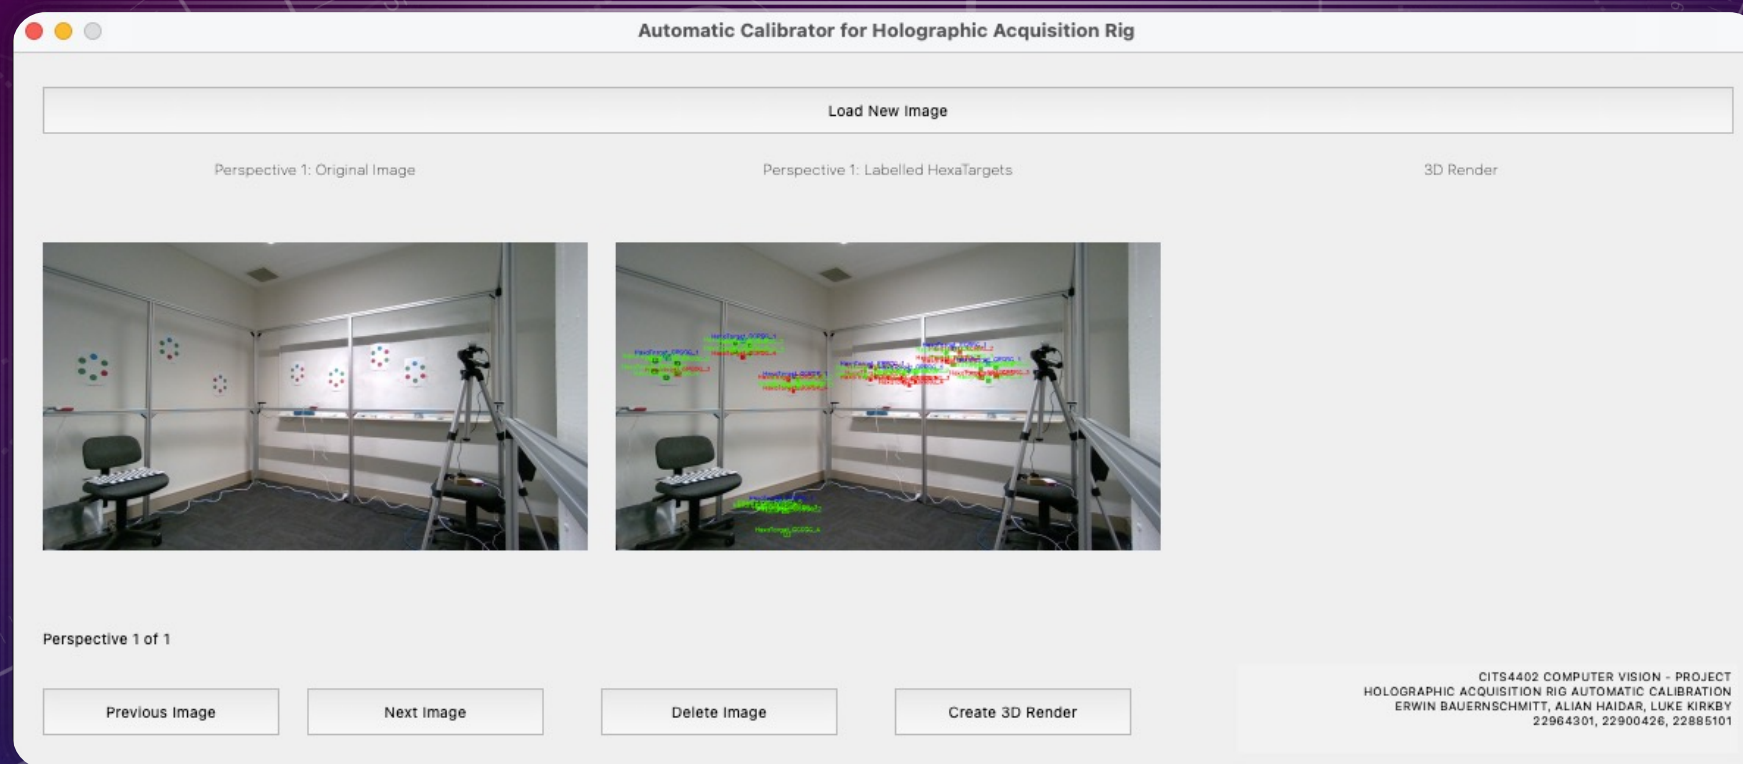 Automatic Calibrator for Holographic Acquisition Rig
Load New Image
Perspective 1: Original Image
Perspective 1: Labelled HexaTargets
3D Render
Perspective 1 of 1
Previous Image
Next Image
Delete Image
Create 3D Render
CITS4402 COMPUTER VISION - PROJECT
HOLOGRAPHIC ACQUISITION RIG AUTOMATIC CALIBRATION
ERWIN BAUERNSCHMITT, ALIAN HAIDAR, LUKE KIRKBY
22964301, 22900426, 22885101